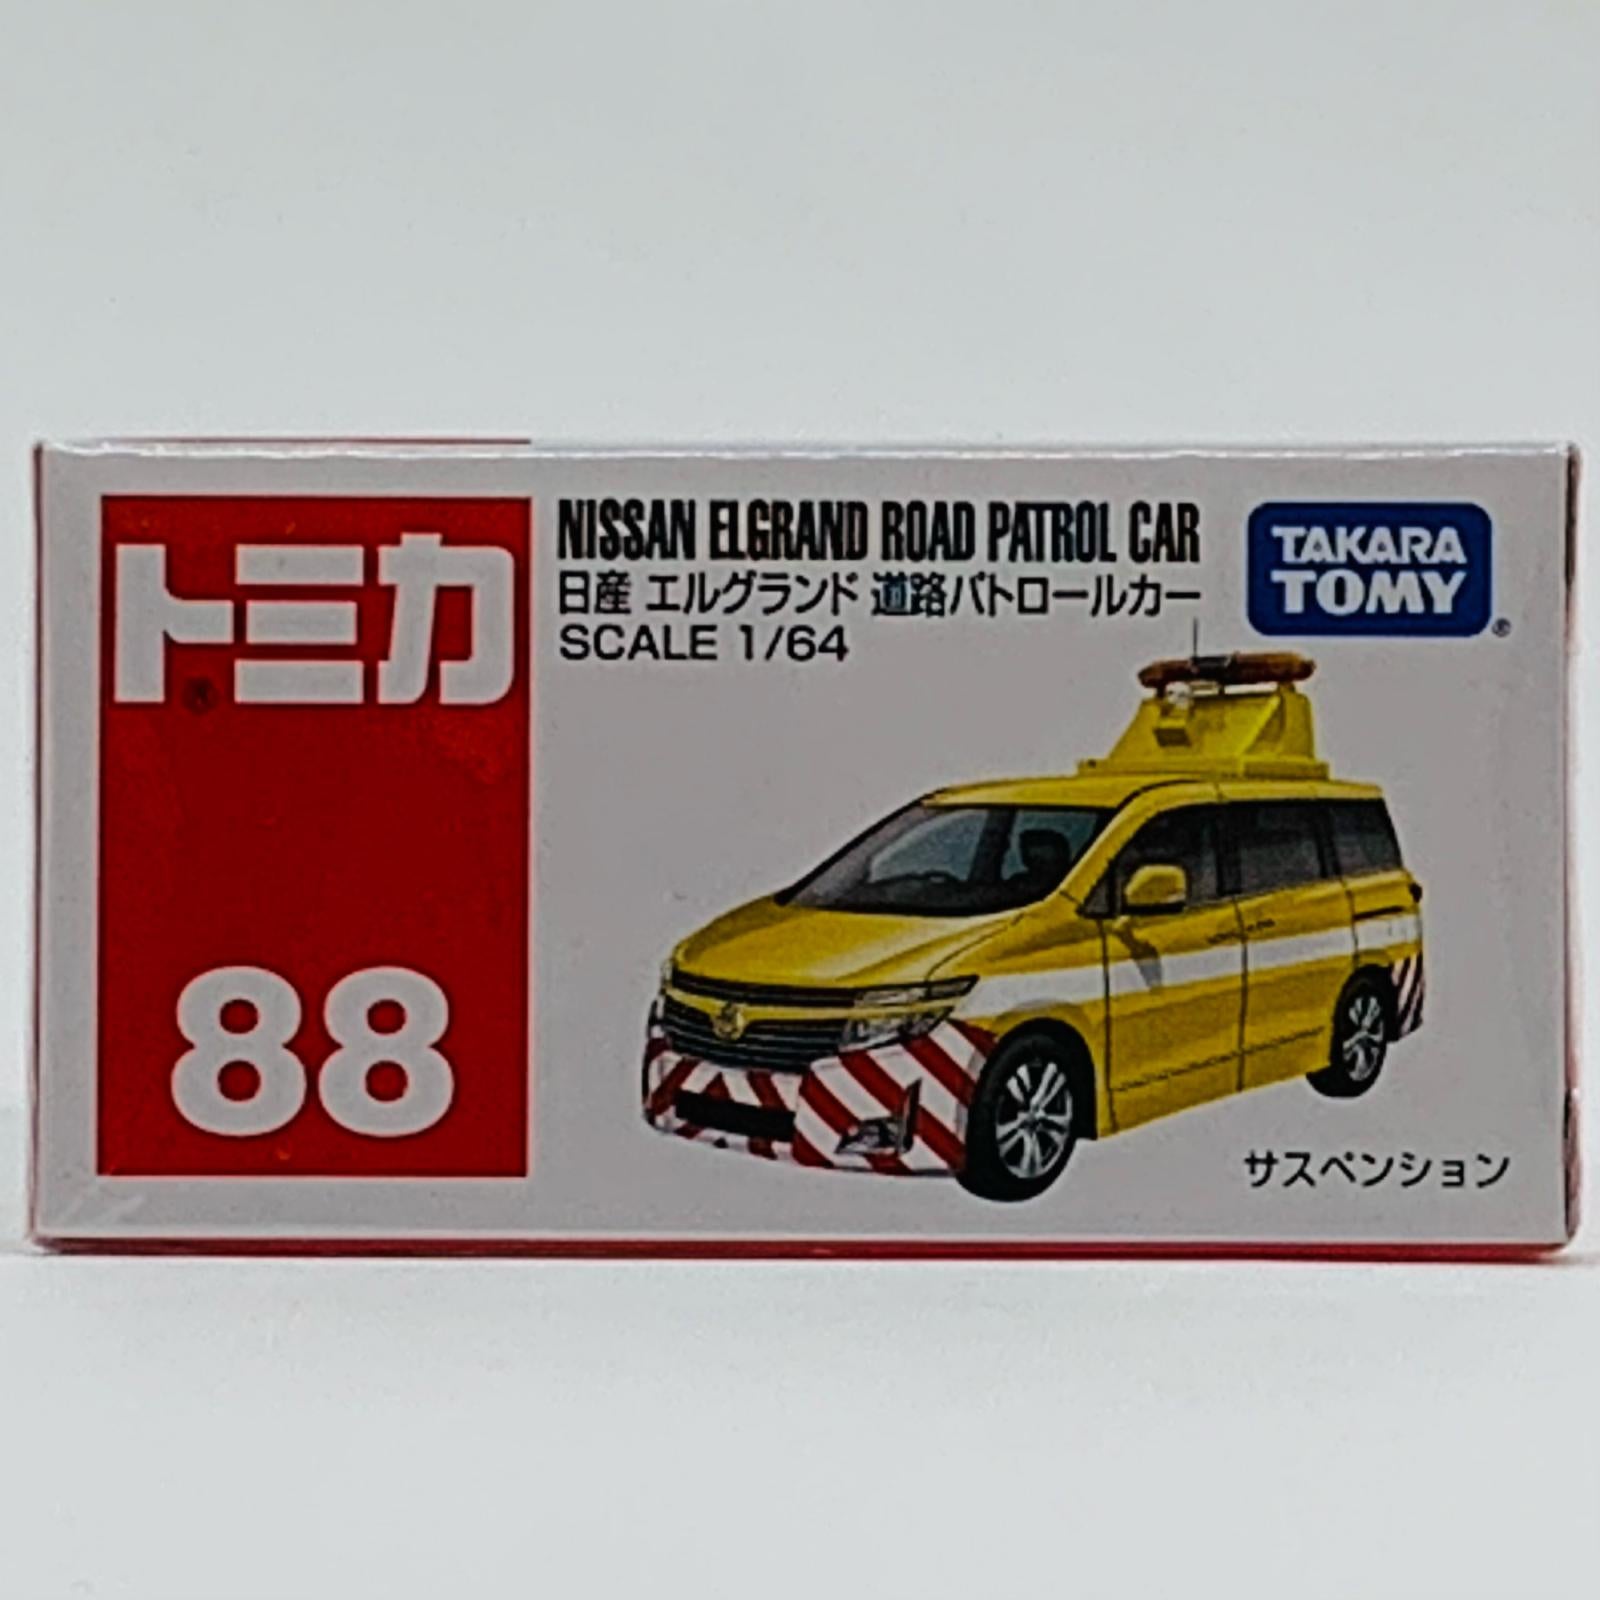 トミカ
88
NISSAN ELGRAND ROAD PATROL CAR
日産 エルグランド 道路パトロールカー
SCALE 1/64
TAKARA
TOMY
®
サスペンション